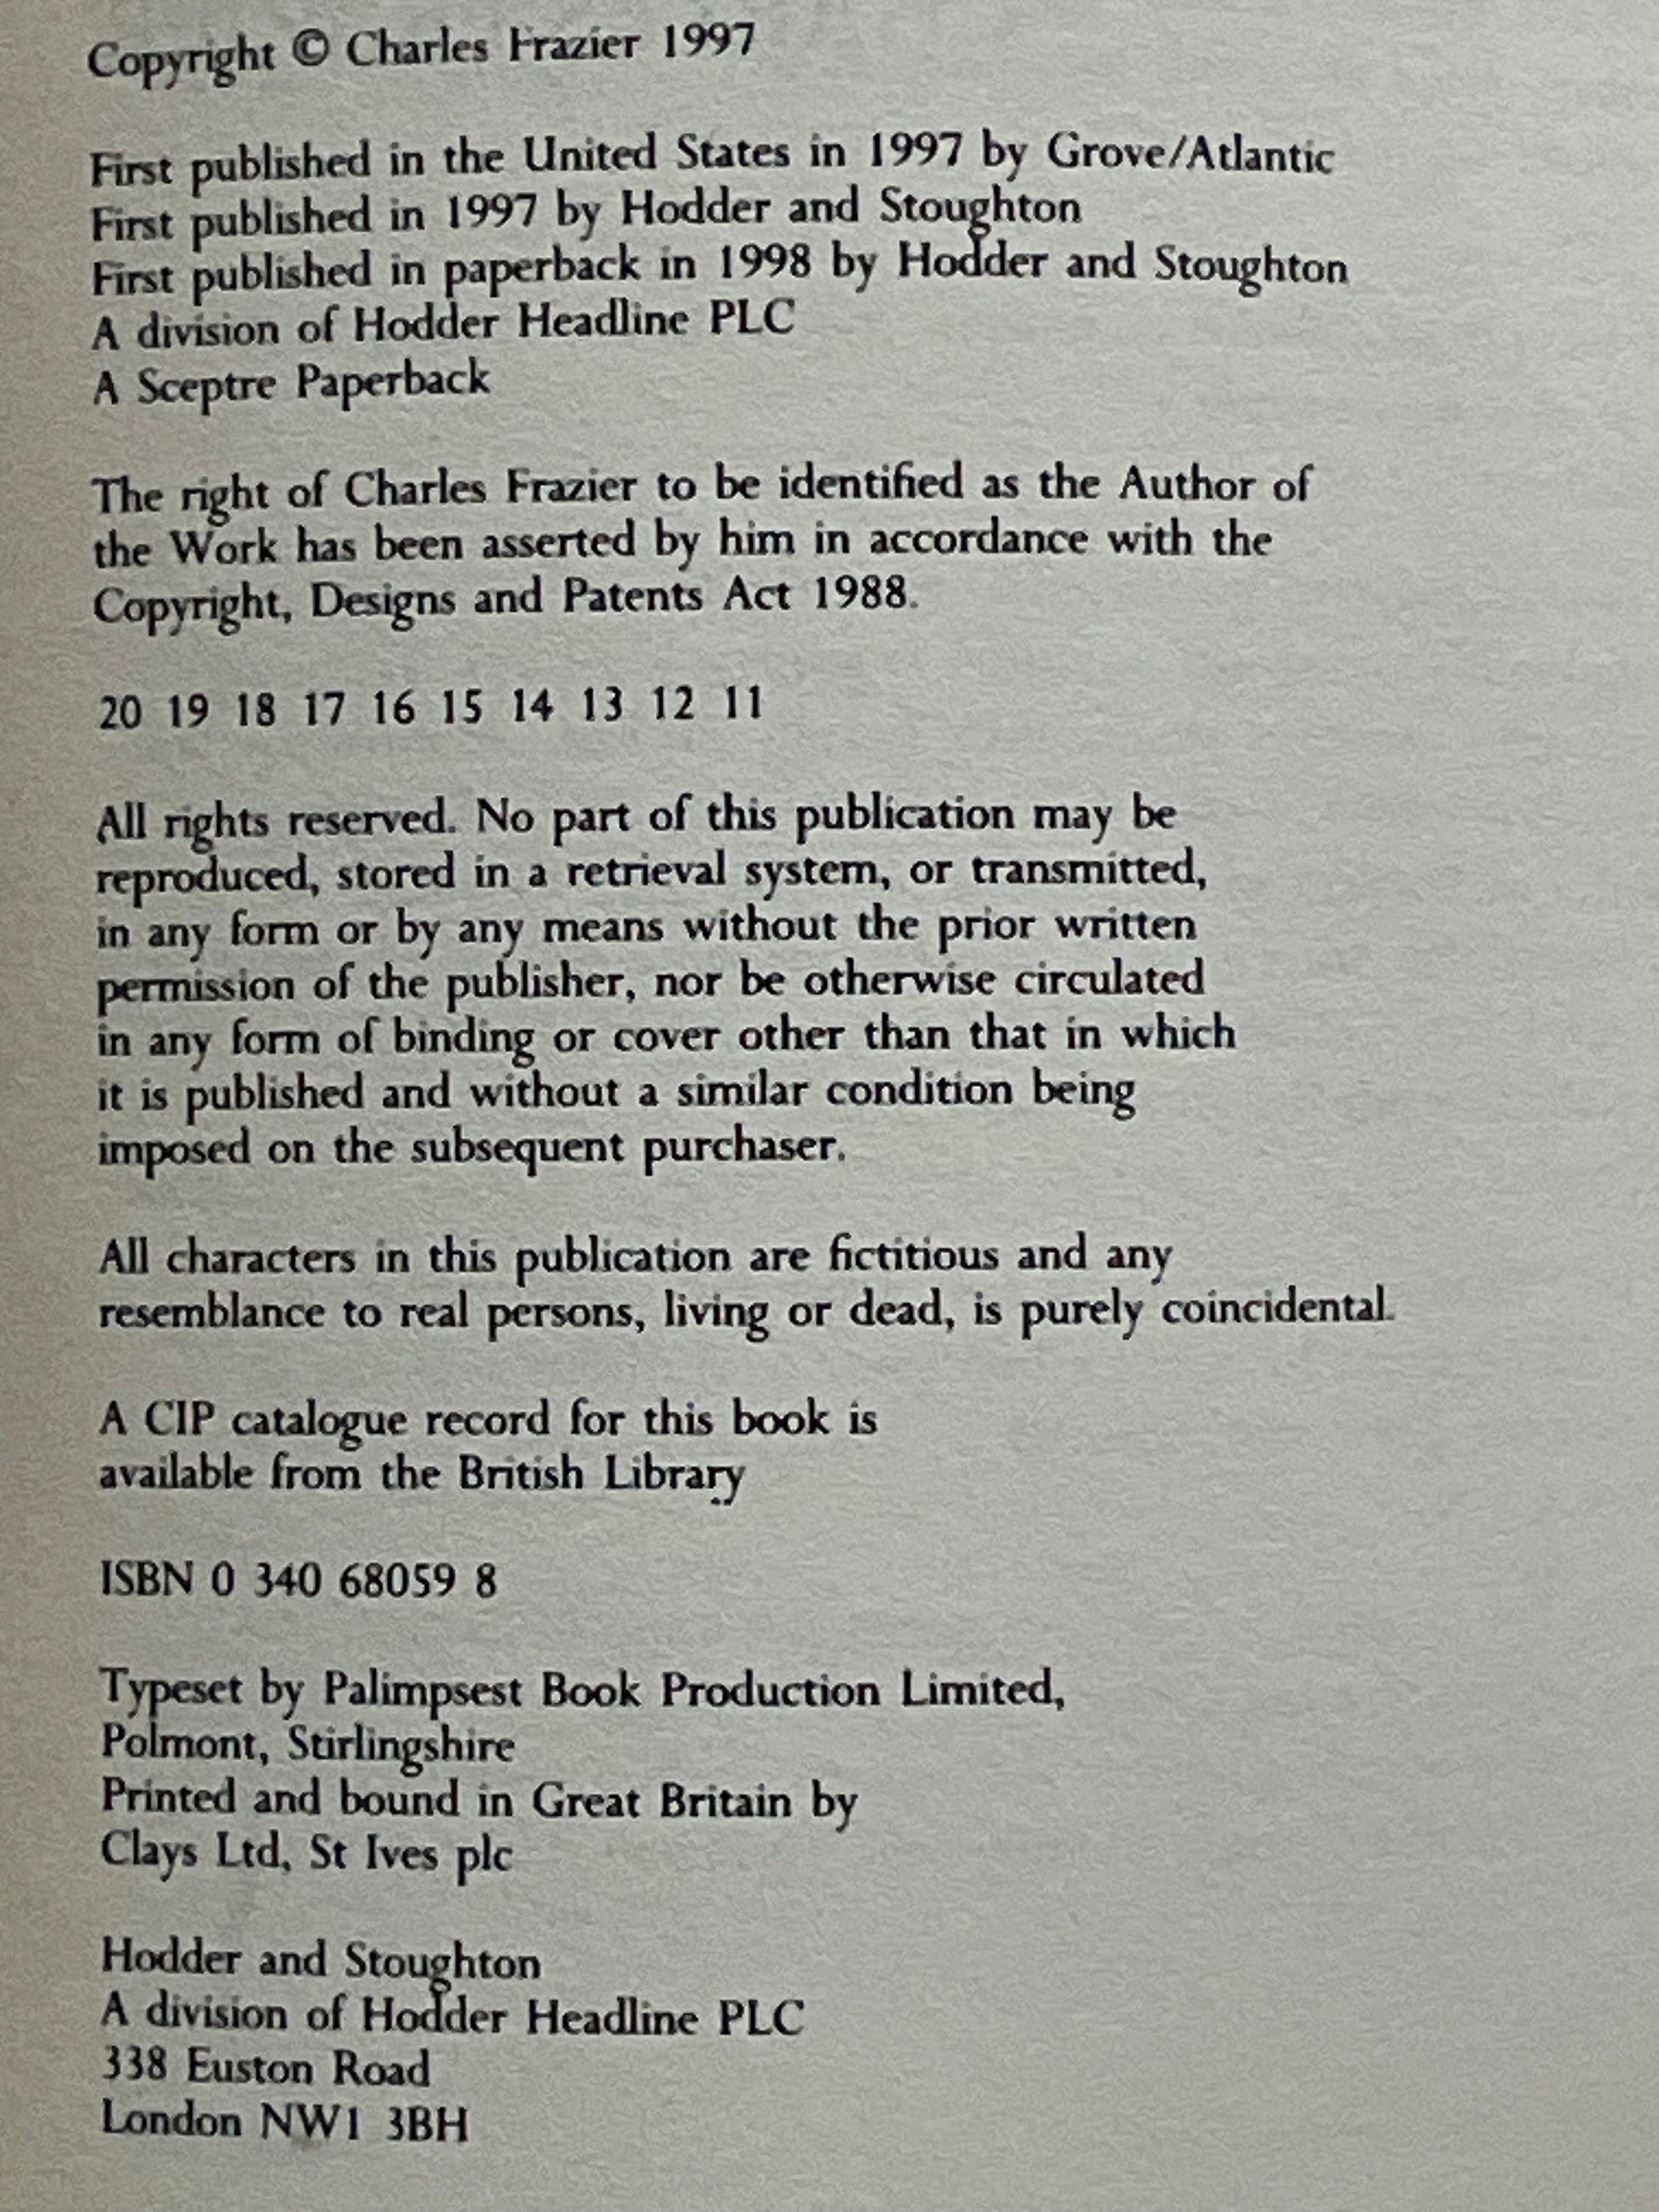 Copyright © Charles Frazier 1997
First published in the United States in 1997 by Grove/Atlantic
First published in 1997 by Hodder and Stoughton
First published in paperback in 1998 by Hodder and Stoughton
A division of Hodder Headline PLC
A Sceptre Paperback
The right of Charles Frazier to be identified as the Author of
the Work has been asserted by him in accordance with the
Copyright, Designs and Patents Act 1988.
20 19 18 17 16 15 14 13 12 11
All rights reserved. No part of this publication may be
reproduced, stored in a retrieval system, or transmitted,
in any form or by any means without the prior written
permission of the publisher, nor be otherwise circulated
in any form of binding or cover other than that in which
it is published and without a similar condition being
imposed on the subsequent purchaser.
All characters in this publication are fictitious and any
resemblance to real persons, living or dead, is purely coincidental.
A CIP catalogue record for this book is
available from the British Library
ISBN 0 340 68059 8
Typeset by Palimpsest Book Production Limited,
Polmont, Stirlingshire
Printed and bound in Great Britain by
Clays Ltd, St Ives plc
Hodder and Stoughton
A division of Hodder Headline PLC
338 Euston Road
London NW1 3BH